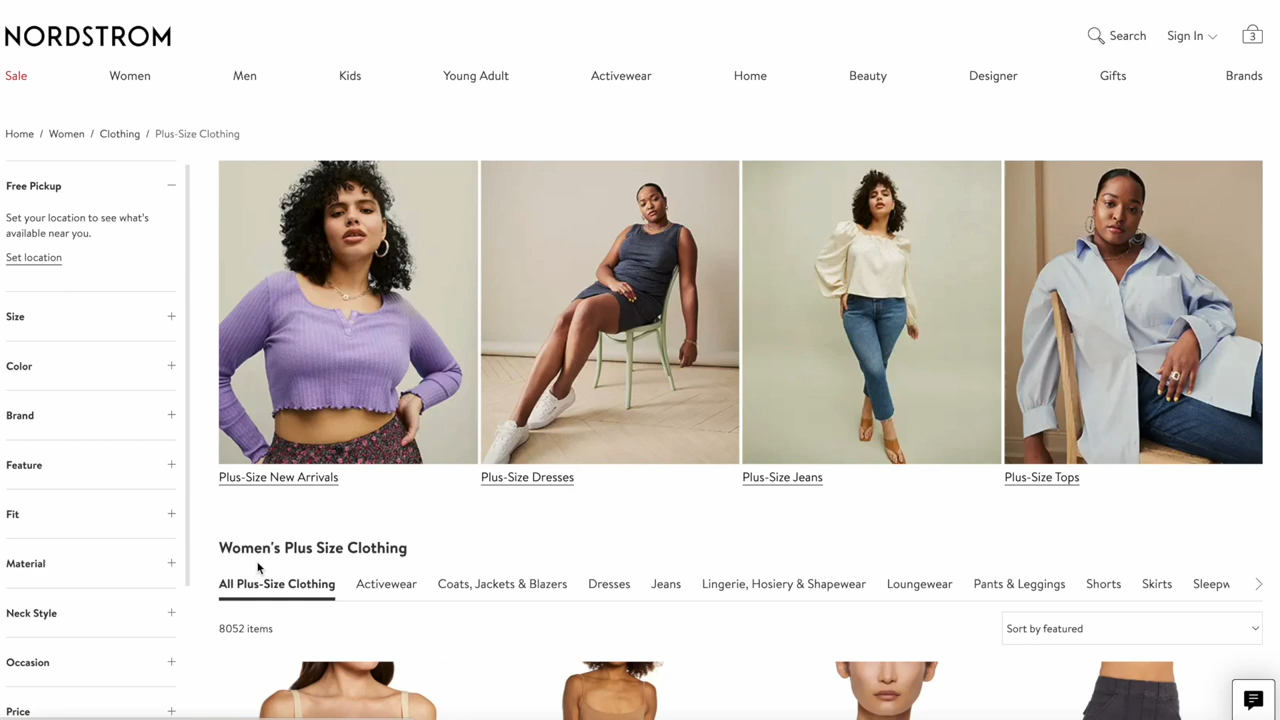 NORDSTROM
Search
Sign In
3
Sale
Women
Men
Kids
Young Adult
Activewear
Home
Beauty
Designer
Gifts
Brands
Home / Women / Clothing / Plus-Size Clothing
Free Pickup
Set your location to see what's
available near you.
Set location
Size
Color
Brand
Feature
Fit
Material
Neck Style
Occasion
Price
Plus-Size New Arrivals
Plus-Size Dresses
Plus-Size Jeans
Plus-Size Tops
Women's Plus Size Clothing
All Plus-Size Clothing
Activewear
Coats, Jackets & Blazers
Dresses
Jeans
Lingerie, Hosiery & Shapewear
Loungewear
Pants & Leggings
Shorts
Skirts
Sleepw
8052 items
Sort by featured